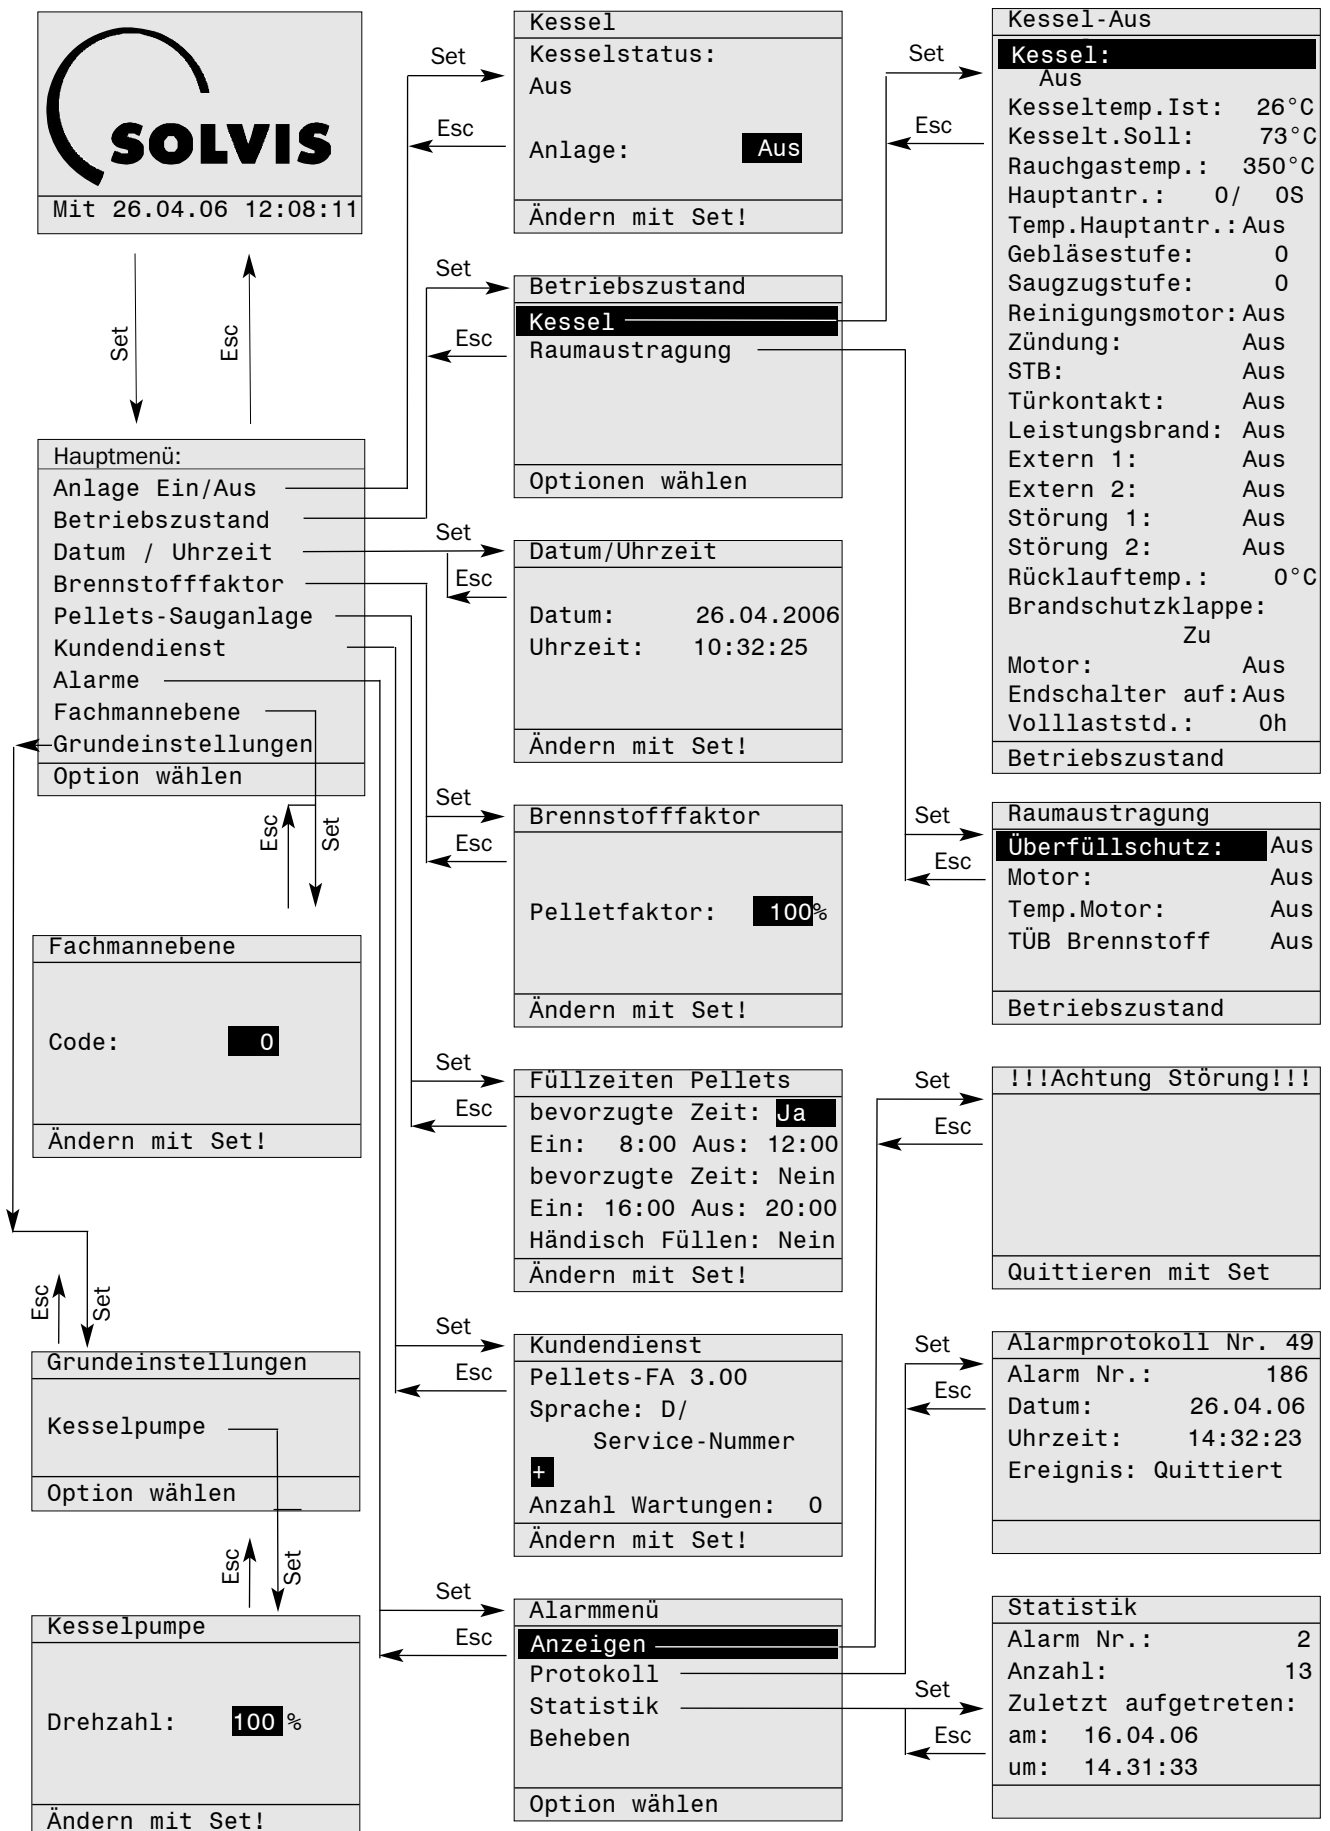 SOLVIS
Mit 26.04.06 12:08:11
Set
Esc
Hauptmenü:
Anlage Ein/Aus
Betriebszustand
Datum / Uhrzeit
Brennstofffaktor
Pellets-Sauganlage
Kundendienst
Alarme
Fachmannebene
Grundeinstellungen
Option wählen
Esc
Set
Fachmannebene
Code: 0
Ändern mit Set!
Esc
Set
Grundeinstellungen
Kesselpumpe
Option wählen
Esc
Set
Kesselpumpe
Drehzahl: 100 %
Ändern mit Set!
Set
Esc
Kessel
Kesselstatus:
Aus
Anlage: Aus
Ändern mit Set!
Set
Esc
Betriebszustand
Kessel
Raumaustragung
Optionen wählen
Set
Esc
Datum/Uhrzeit
Datum: 26.04.2006
Uhrzeit: 10:32:25
Ändern mit Set!
Set
Esc
Brennstofffaktor
Pelletfaktor: 100%
Ändern mit Set!
Set
Esc
Füllzeiten Pellets
bevorzugte Zeit: Ja
Ein: 8:00 Aus: 12:00
bevorzugte Zeit: Nein
Ein: 16:00 Aus: 20:00
Händisch Füllen: Nein
Ändern mit Set!
Set
Esc
Kundendienst
Pellets-FA 3.00
Sprache: D/
Service-Nummer
+
Anzahl Wartungen: 0
Ändern mit Set!
Set
Esc
Alarmmenü
Anzeigen
Protokoll
Statistik
Beheben
Option wählen
Set
Esc
Kessel-Aus
Kessel:
Aus
Kesseltemp.Ist: 26°C
Kesselt.Soll: 73°C
Rauchgastemp.: 350°C
Hauptantr.: 0/ 0S
Temp.Hauptantr.:Aus
Gebläsestufe: 0
Saugzugstufe: 0
Reinigungsmotor:Aus
Zündung: Aus
STB: Aus
Türkontakt: Aus
Leistungsbrand: Aus
Extern 1: Aus
Extern 2: Aus
Störung 1: Aus
Störung 2: Aus
Rücklauftemp.: 0°C
Brandschutzklappe:
Zu
Motor: Aus
Endschalter auf:Aus
Volllaststd.: 0h
Betriebszustand
Set
Esc
Raumaustragung
Überfüllschutz: Aus
Motor: Aus
Temp.Motor: Aus
TÜB Brennstoff Aus
Betriebszustand
Set
Esc
!!!Achtung Störung!!!
Quittieren mit Set
Set
Esc
Alarmprotokoll Nr. 49
Alarm Nr.: 186
Datum: 26.04.06
Uhrzeit: 14:32:23
Ereignis: Quittiert
Set
Esc
Statistik
Alarm Nr.: 2
Anzahl: 13
Zuletzt aufgetreten:
am: 16.04.06
um: 14.31:33